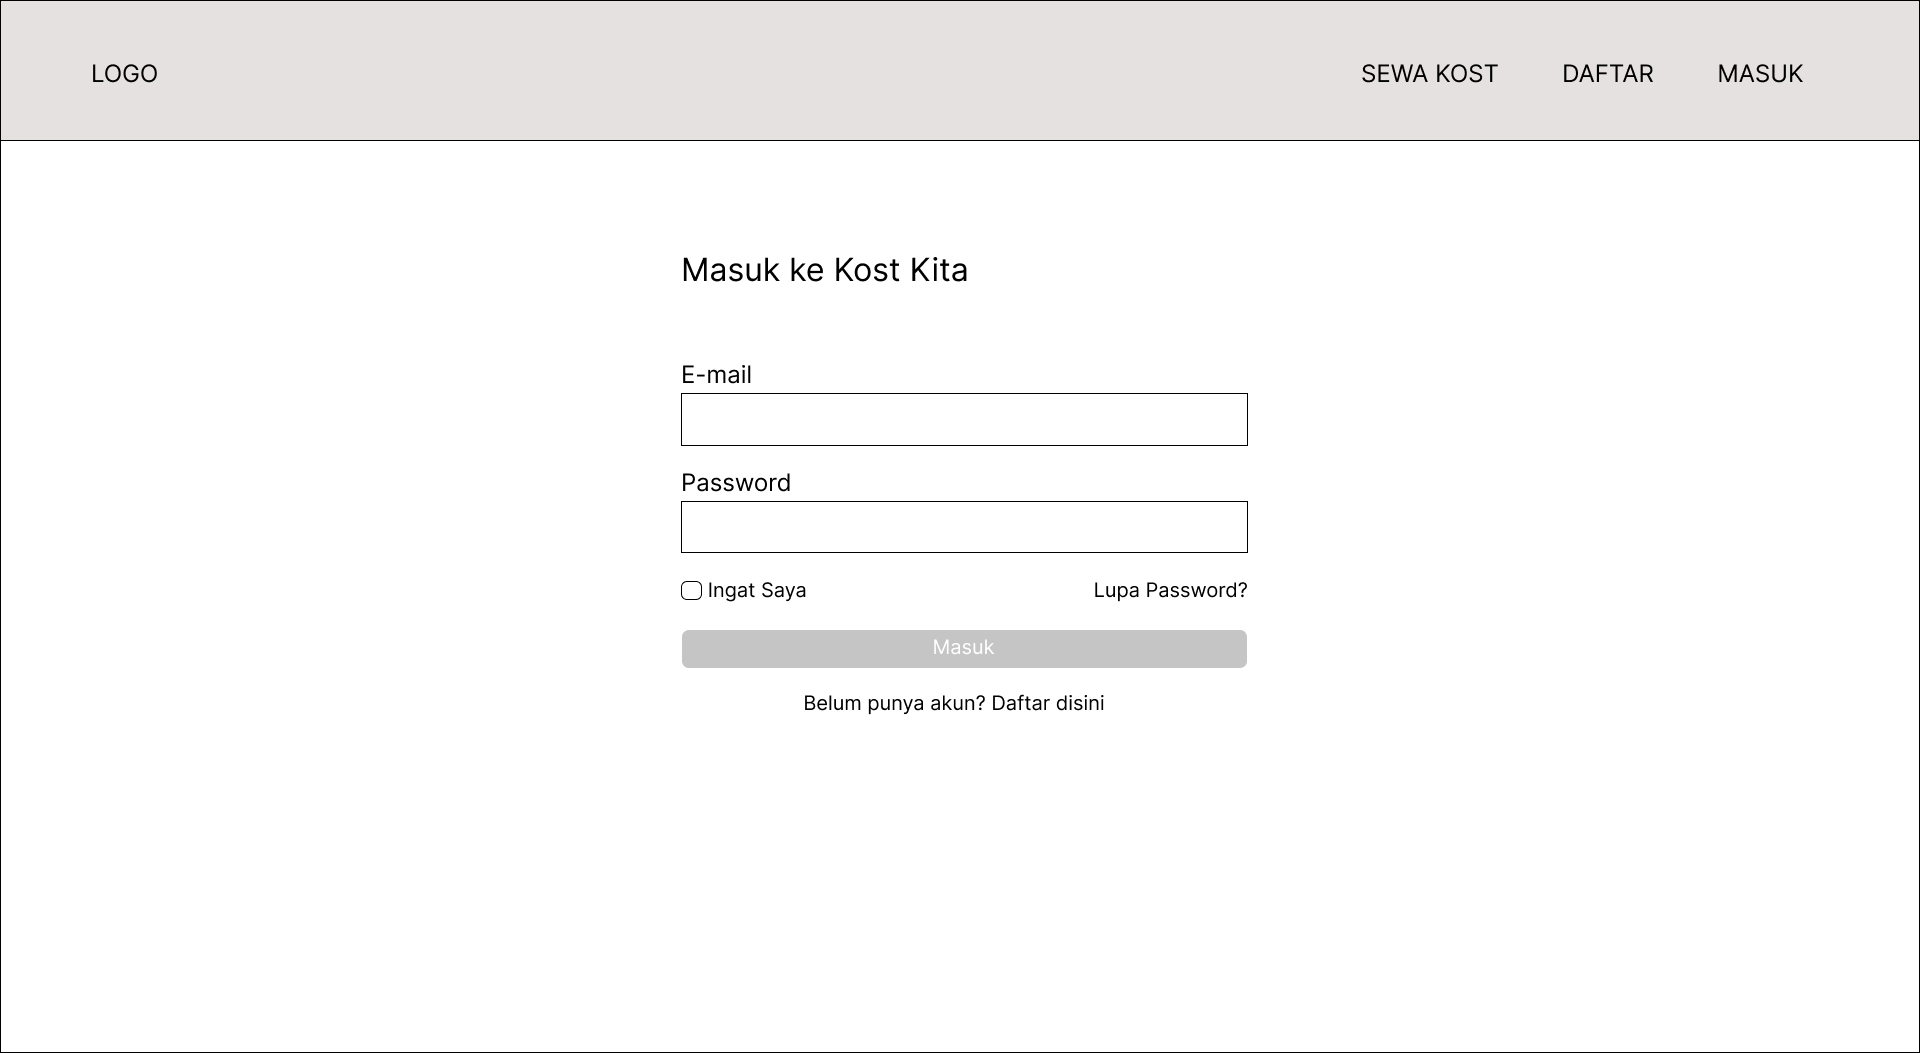 LOGO
SEWA KOST DAFTAR MASUK
Masuk ke Kost Kita
E-mail
Password
Ingat Saya Lupa Password?
Masuk
Belum punya akun? Daftar disini